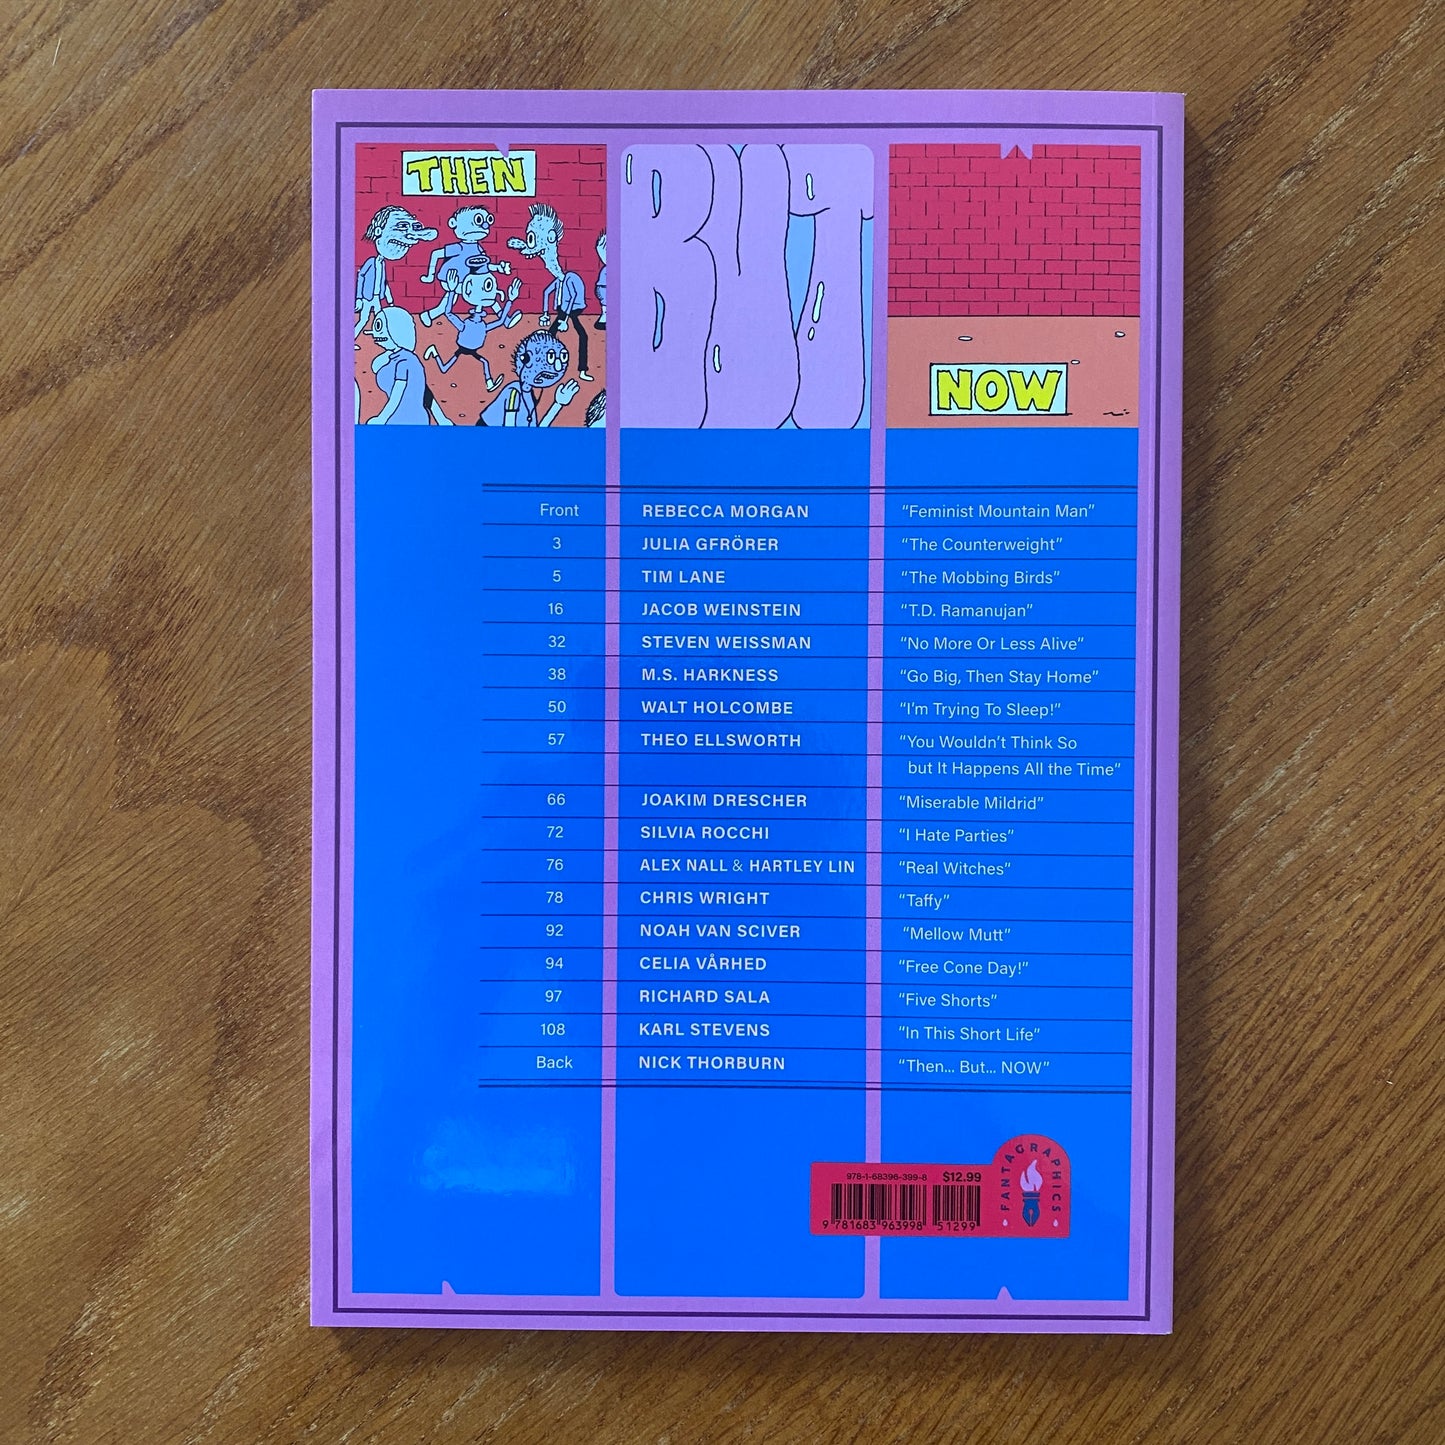 THEN
BUT
NOW
Front REBECCA MORGAN “Feminist Mountain Man”
3 JULIA GFRÖRER “The Counterweight”
5 TIM LANE “The Mobbing Birds”
16 JACOB WEINSTEIN “T.D. Ramanujan”
32 STEVEN WEISSMAN “No More Or Less Alive”
38 M.S. HARKNESS “Go Big, Then Stay Home”
50 WALT HOLCOMBE “I’m Trying To Sleep!”
57 THEO ELLSWORTH “You Wouldn’t Think So
but It Happens All the Time”
66 JOAKIM DRESCHER “Miserable Mildrid”
72 SILVIA ROCCHI “I Hate Parties”
76 ALEX NALL & HARTLEY LIN “Real Witches”
78 CHRIS WRIGHT “Taffy”
92 NOAH VAN SCIVER “Mellow Mutt”
94 CELIA VÅRHED “Free Cone Day!”
97 RICHARD SALA “Five Shorts”
108 KARL STEVENS “In This Short Life”
Back NICK THORBURN “Then... But... NOW”
978-1-68396-399-8 $12.99
9 781683 963998 51299
FANTAGRAPHICS